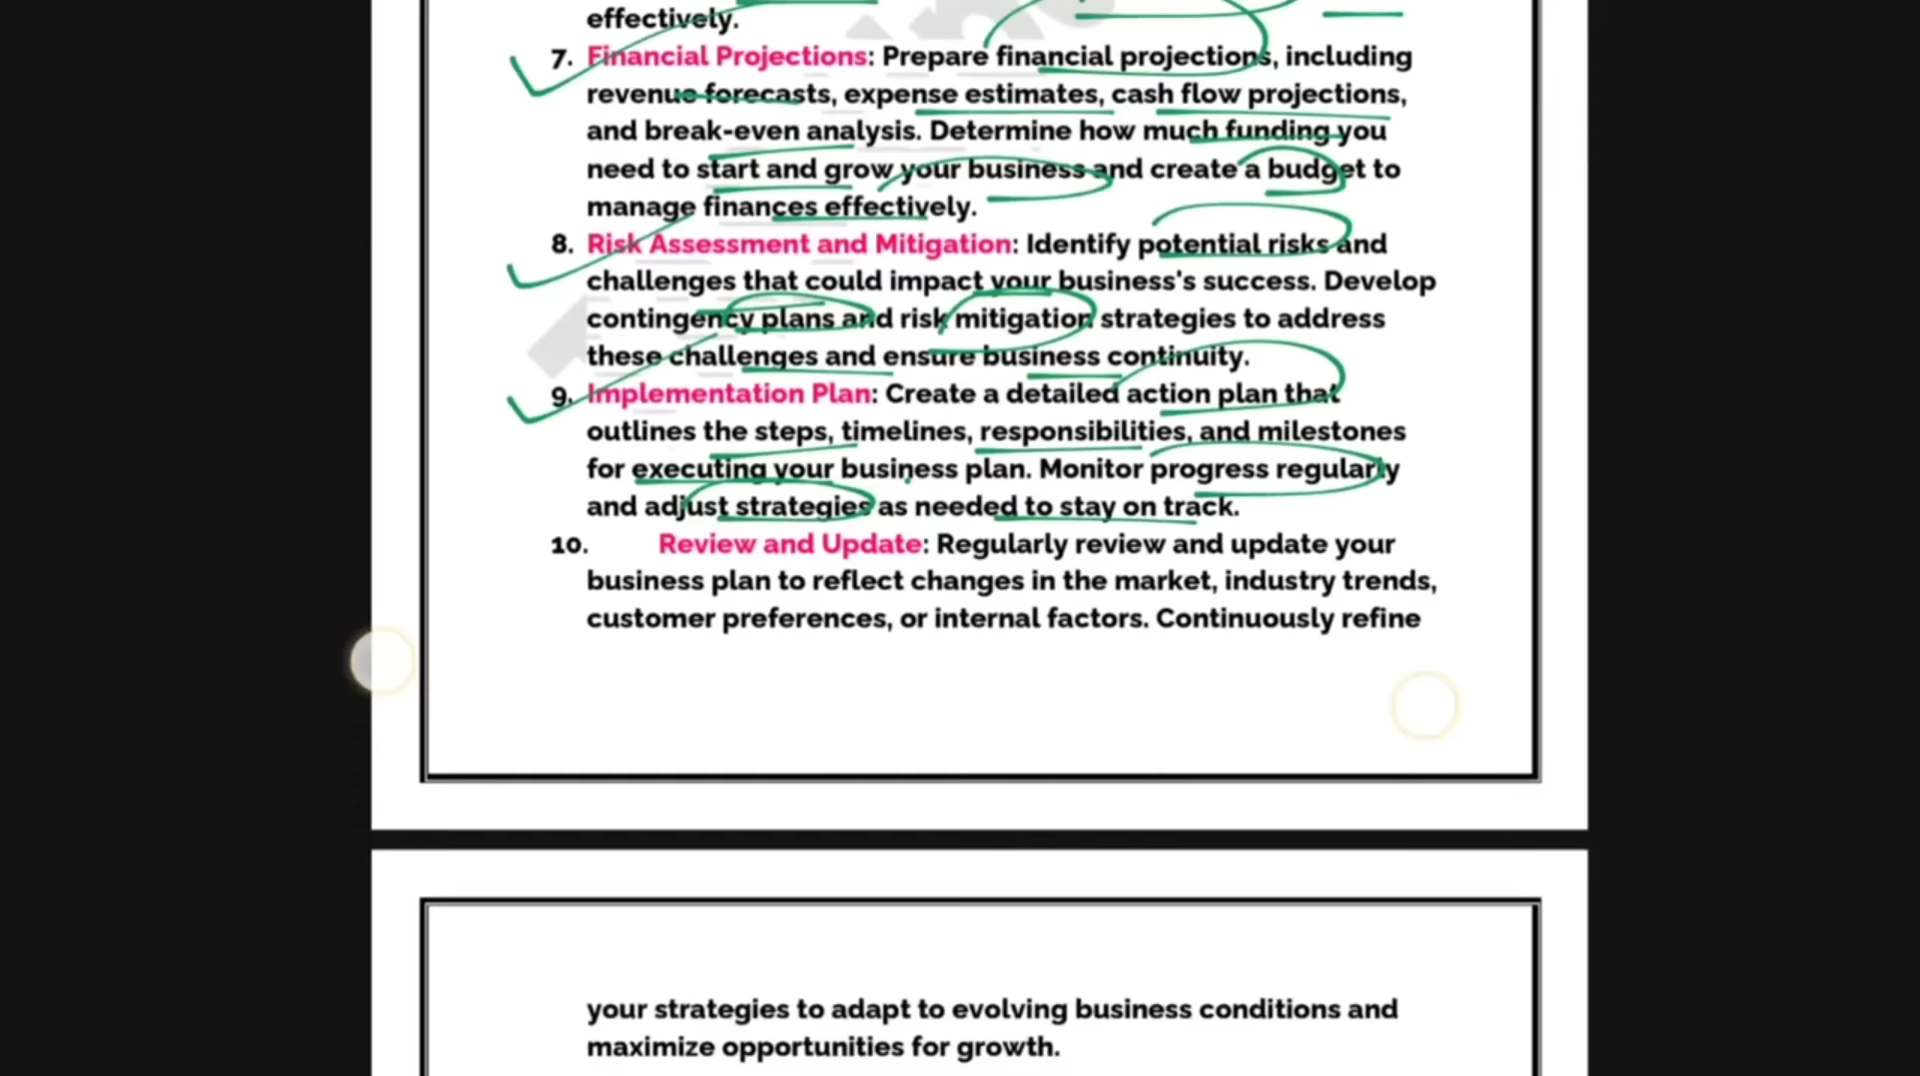 effectively.
7. Financial Projections: Prepare financial projections, including
revenue forecasts, expense estimates, cash flow projections,
and break-even analysis. Determine how much funding you
need to start and grow your business and create a budget to
manage finances effectively.
8. Risk Assessment and Mitigation: Identify potential risks and
challenges that could impact your business's success. Develop
contingency plans and risk mitigation strategies to address
these challenges and ensure business continuity.
9. Implementation Plan: Create a detailed action plan that
outlines the steps, timelines, responsibilities, and milestones
for executing your business plan. Monitor progress regularly
and adjust strategies as needed to stay on track.
10. Review and Update: Regularly review and update your
business plan to reflect changes in the market, industry trends,
customer preferences, or internal factors. Continuously refine
your strategies to adapt to evolving business conditions and
maximize opportunities for growth.